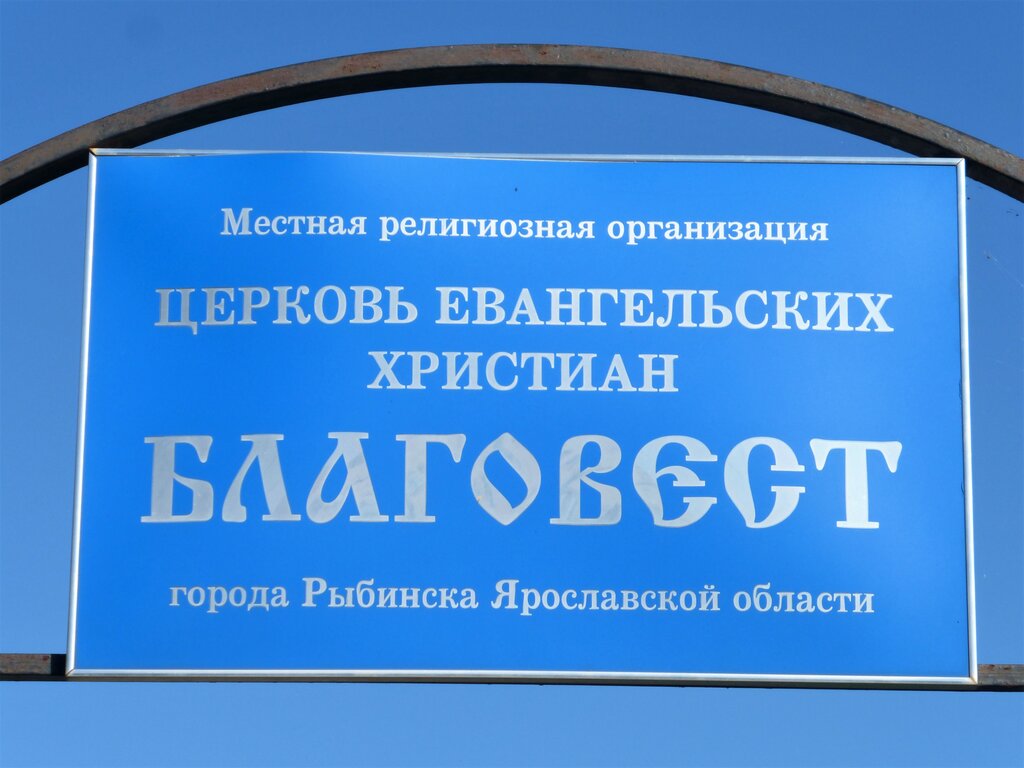 Местная религиозная организация
ЦЕРКОВЬ ЕВАНГЕЛЬСКИХ
ХРИСТИАН
БЛАГОВЕСТ
города Рыбинска Ярославской области